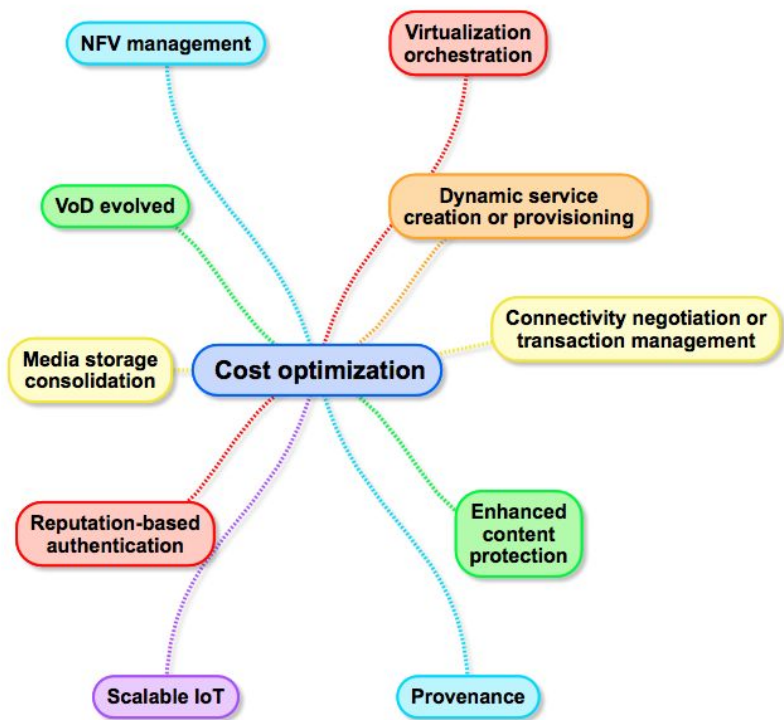 NFV management
Virtualization
orchestration
VoD evolved
Dynamic service
creation or provisioning
Connectivity negotiation or
transaction management
Media storage
consolidation
Cost optimization
Reputation-based
authentication
Enhanced
content
protection
Scalable IoT
Provenance